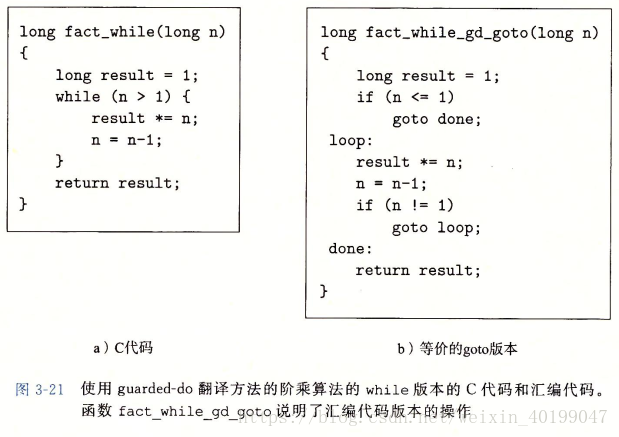 long fact_while(long n)
{
    long result = 1;
    while (n > 1) {
        result *= n;
        n = n-1;
    }
    return result;
}
a）C代码
long fact_while_gd_goto(long n)
{
    long result = 1;
    if (n <= 1)
        goto done;
 loop:
    result *= n;
    n = n-1;
    if (n != 1)
        goto loop;
 done:
    return result;
}
b）等价的goto版本
图 3-21 使用 guarded-do 翻译方法的阶乘算法的 while 版本的 C 代码和汇编代码。
函数 fact_while_gd_goto 说明了汇编代码版本的操作
https://blog.csdn.net/weixin_40199047